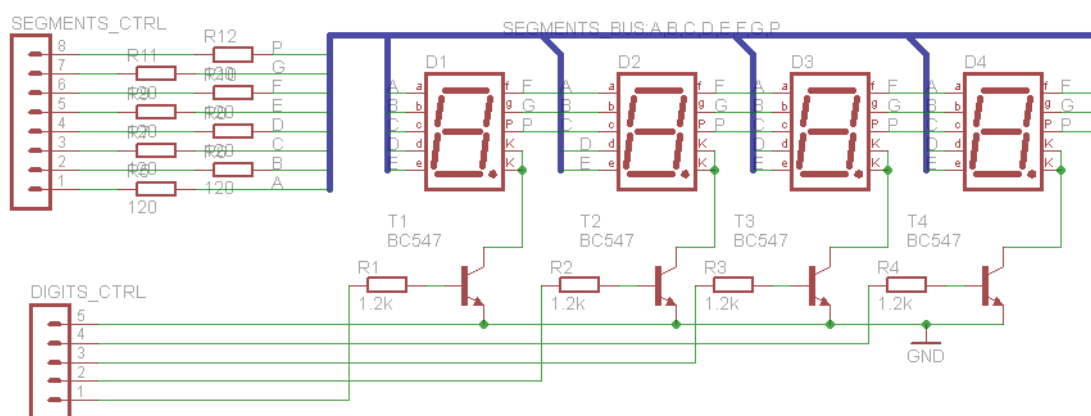 SEGMENTS_CTRL
SEGMENTS_BUS:A,B,C,D,E,F,G,P
8
R12
P
7
R11
G
6
120
F
5
E
4
D
3
C
2
B
1
120
A
120
D1
D2
D3
D4
A a f F
B b g G
C c P P
D d K
E e K
A a f F
B b g G
C c P P
D d K
E e K
A a f F
B b g G
C c P P
D d K
E e K
A a f F
B b g G
C c P P
D d K
E e K
T1
BC547
T2
BC547
T3
BC547
T4
BC547
R1
1.2k
R2
1.2k
R3
1.2k
R4
1.2k
DIGITS_CTRL
5
4
3
2
1
GND